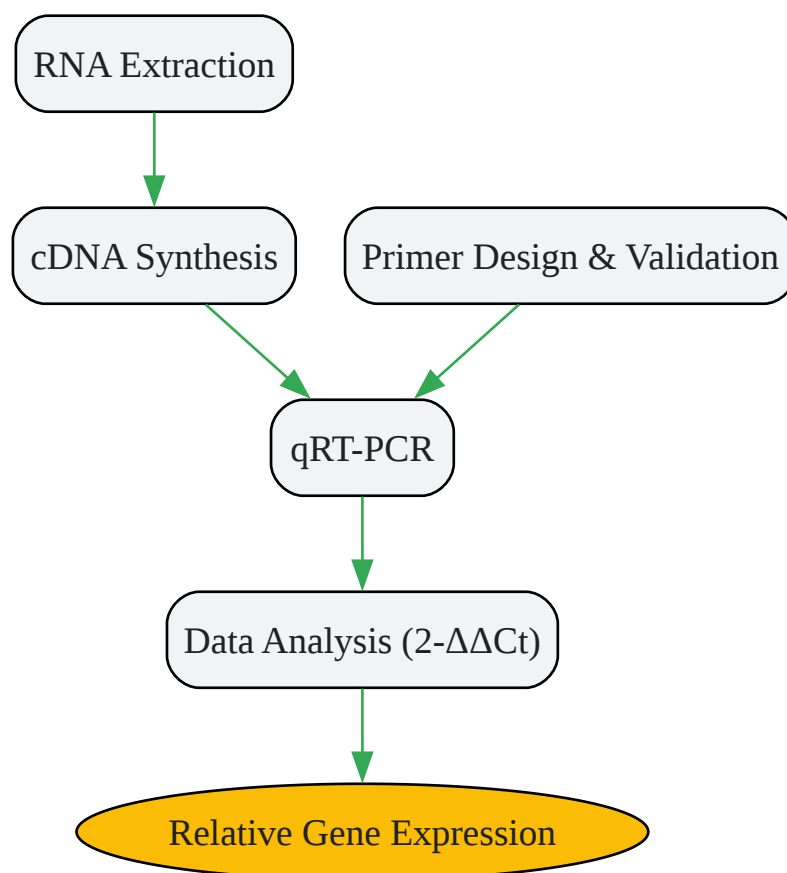 RNA Extraction
cDNA Synthesis
Primer Design & Validation
qRT-PCR
Data Analysis (2-ΔΔCt)
Relative Gene Expression